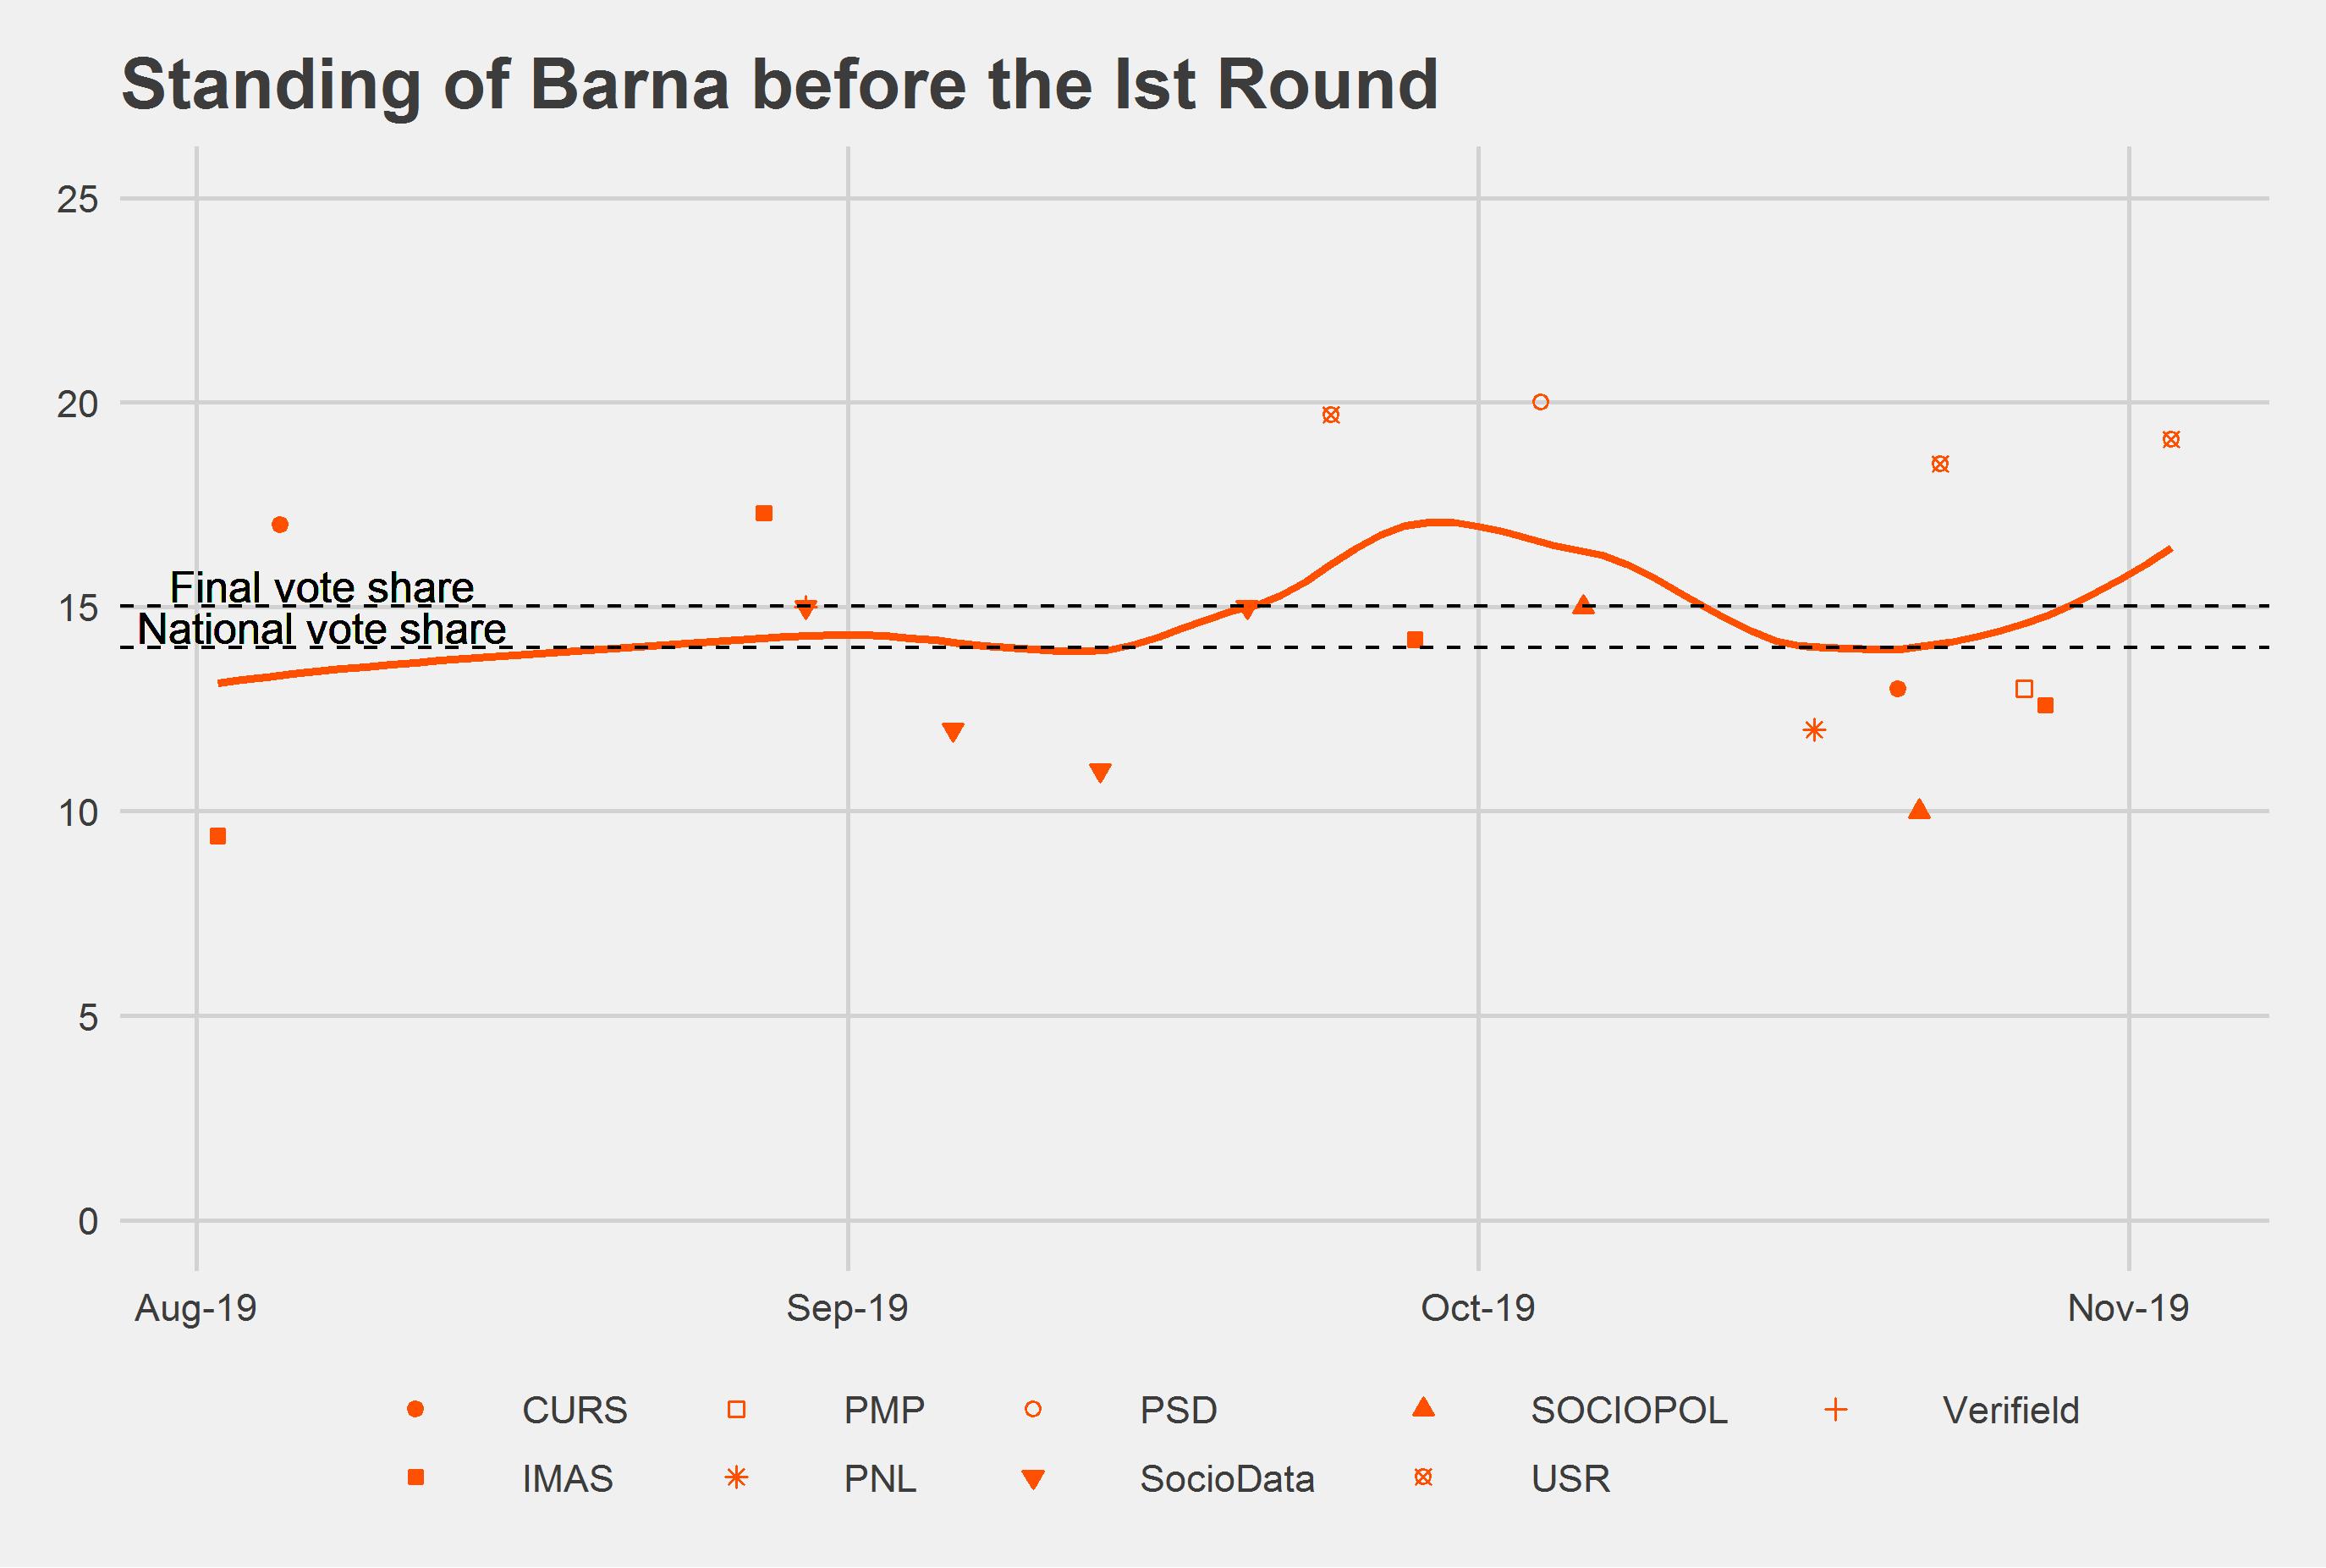 Standing of Barna before the Ist Round
25
20
Final vote share
15
National vote share
10
5
0
Aug-19 Sep-19 Oct-19 Nov-19
CURS PMP PSD SOCIOPOL Verifield
IMAS PNL SocioData USR